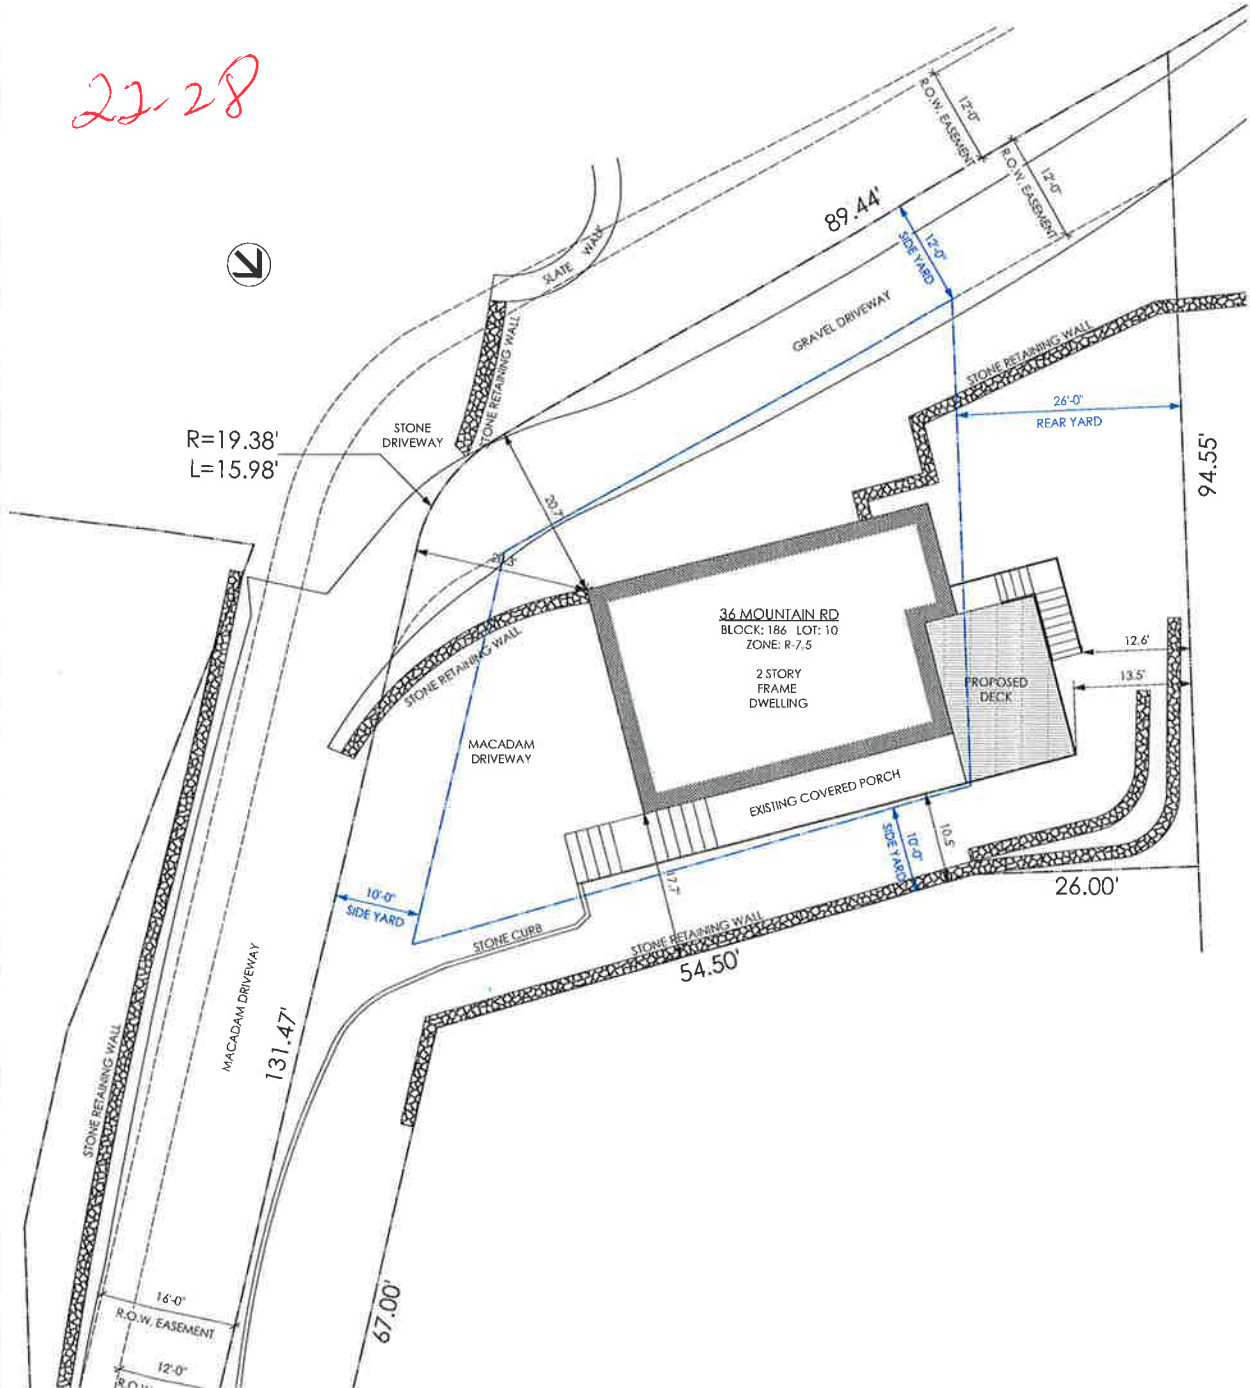 22-28
12'-0"
R.O.W. EASEMENT
12'-0"
R.O.W. EASEMENT
89.44'
12'-0"
SIDE YARD
SLATE WALK
GRAVEL DRIVEWAY
STONE RETAINING WALL
STONE RETAINING WALL
26'-0"
REAR YARD
94.55'
STONE
DRIVEWAY
R=19.38'
L=15.98'
20.7'
36 MOUNTAIN RD
BLOCK: 186 LOT: 10
ZONE: R-7.5
2 STORY
FRAME
DWELLING
STONE RETAINING WALL
12.6'
13.5'
PROPOSED
DECK
MACADAM
DRIVEWAY
EXISTING COVERED PORCH
10'-0"
SIDE YARD
10.5'
17.7'
26.00'
10'-0"
SIDE YARD
STONE CURB
STONE RETAINING WALL
54.50'
MACADAM DRIVEWAY
131.47'
STONE RETAINING WALL
67.00'
16'-0"
R.O.W. EASEMENT
12'-0"